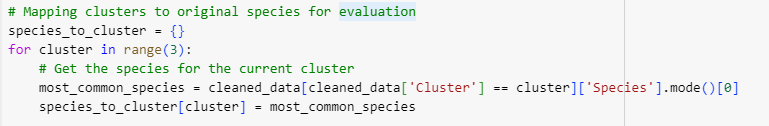 # Mapping clusters to original species for evaluation
species_to_cluster = {}
for cluster in range(3):
    # Get the species for the current cluster
    most_common_species = cleaned_data[cleaned_data['Cluster'] == cluster]['Species'].mode()[0]
    species_to_cluster[cluster] = most_common_species